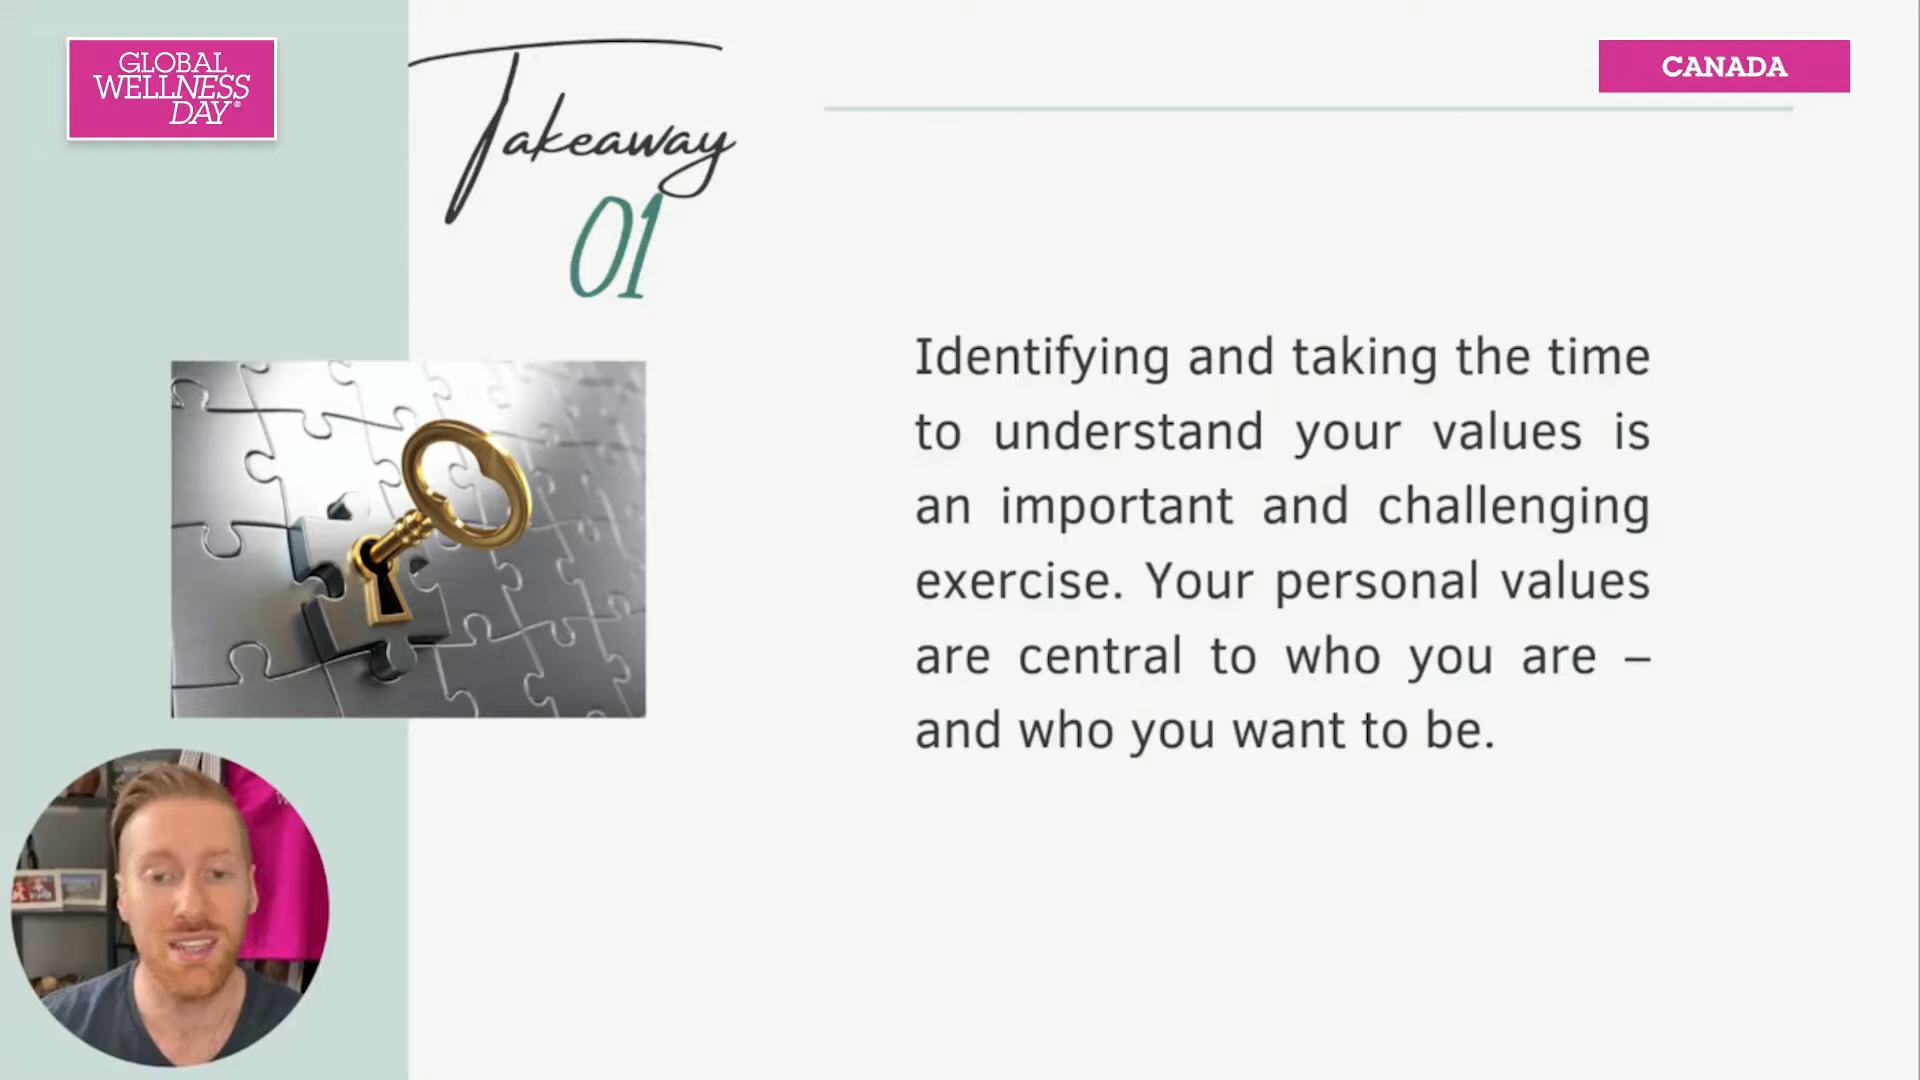 GLOBAL
WELLNESS
DAY®
CANADA
Takeaway
01
Identifying and taking the time
to understand your values is
an important and challenging
exercise. Your personal values
are central to who you are –
and who you want to be.